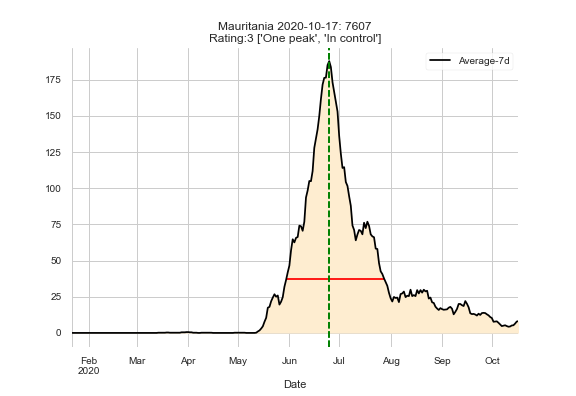 Mauritania 2020-10-17: 7607
Rating:3 ['One peak', 'In control']
Average-7d
175
150
125
100
75
50
25
0
Feb Mar Apr May Jun Jul Aug Sep Oct
2020
Date